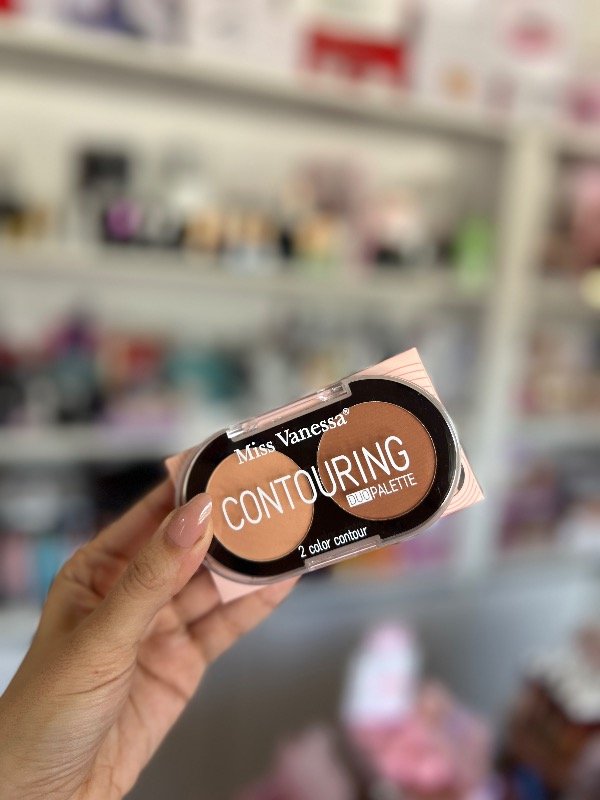 Miss Vanessa®
CONTOURING
DUO PALETTE
2 color contour